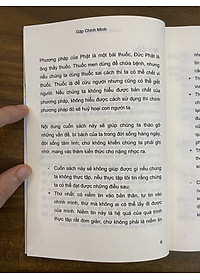 Gặp Chính Mình
Phương pháp của Phật là một bài thuốc, Đức Phật là
ông thầy thuốc. Thuốc men dùng để chữa bệnh, nhưng
nếu chúng ta dùng thuốc sai cách thì ta có thể chết vì
thuốc. Thuốc là để cứu người nhưng cũng có thể giết
người. Nếu chúng ta không hiểu được bản chất của
phương pháp, không hiểu được cách sử dụng thì chính
phương pháp đó sẽ huỷ hoại con người ta.
Nội dung cuốn sách này sẽ giúp chúng ta tháo gỡ
những vấn đề, bí bách của ta trong đời sống hàng ngày,
đời sống tâm linh; chứ không khiến chúng ta phải ghi
nhớ, mang vác thêm kiến thức cho nặng nhọc ra.
- Cuốn sách này sẽ không giúp được gì nếu chúng
ta không thực tập, nếu thực tập lời tin rằng chúng
ta có thể đạt được những điều sau:
+ Thứ nhất, có niềm tin vào bản thân, tự tin vào
chính mình, thứ mà không ai có thể lấy đi được
của mình. Niềm tin này là hệ quả của quá trình
thực tập rất đơn giản, chứ không phải là niềm tin